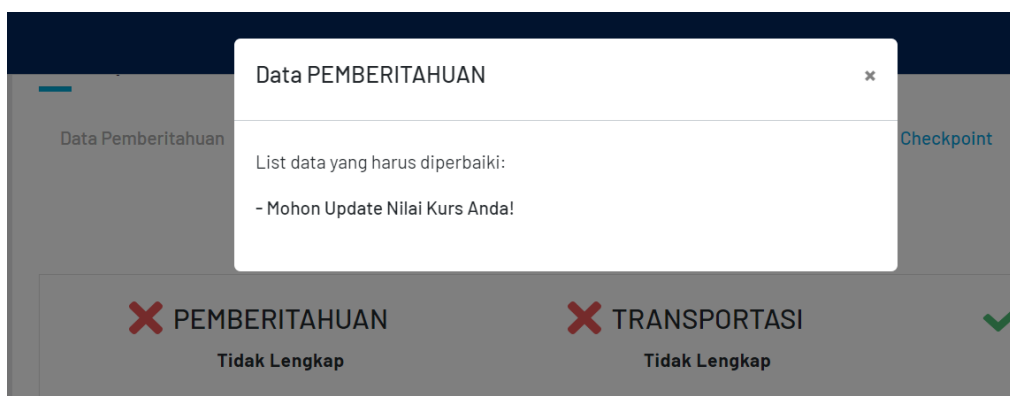 Data PEMBERITAHUAN
×
Data Pemberitahuan
Checkpoint
List data yang harus diperbaiki:
- Mohon Update Nilai Kurs Anda!
PEMBERITAHUAN
TRANSPORTASI
Tidak Lengkap
Tidak Lengkap